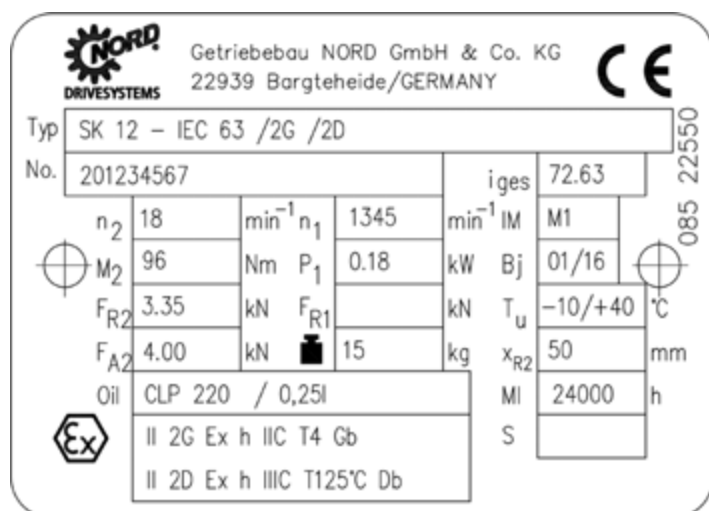 NORD
DRIVESYSTEMS
Getriebebau NORD GmbH & Co. KG
22939 Bargteheide/GERMANY
CE
Typ SK 12 – IEC 63 /2G /2D
No. 201234567 iges 72.63
n2 18 min-1 n1 1345 min-1 IM M1
M2 96 Nm P1 0.18 kW Bj 01/16
FR2 3.35 kN FR1 kN Tu -10/+40 °C
FA2 4.00 kN 15 kg xR2 50 mm
Oil CLP 220 / 0,25l MI 24000 h
Ex II 2G Ex h IIC T4 Gb S
II 2D Ex h IIIC T125°C Db
085 22550